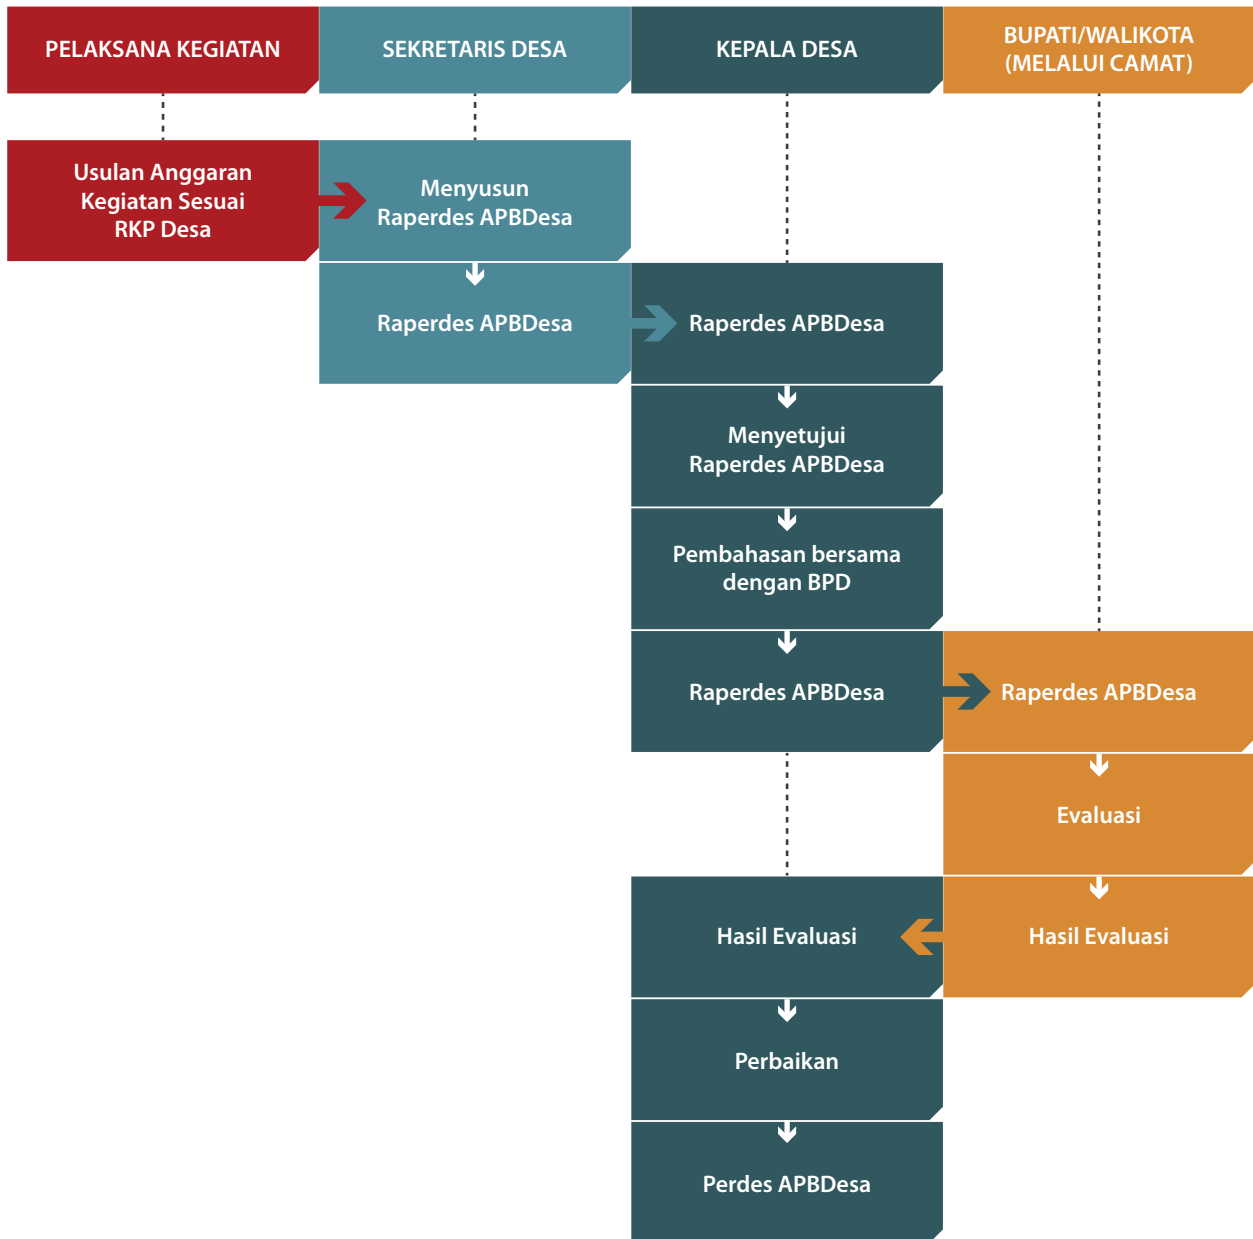 PELAKSANA KEGIATAN
SEKRETARIS DESA
KEPALA DESA
BUPATI/WALIKOTA
(MELALUI CAMAT)
Usulan Anggaran
Kegiatan Sesuai
RKP Desa
Menyusun
Raperdes APBDesa
Raperdes APBDesa
Raperdes APBDesa
Menyetujui
Raperdes APBDesa
Pembahasan bersama
dengan BPD
Raperdes APBDesa
Raperdes APBDesa
Evaluasi
Hasil Evaluasi
Hasil Evaluasi
Perbaikan
Perdes APBDesa